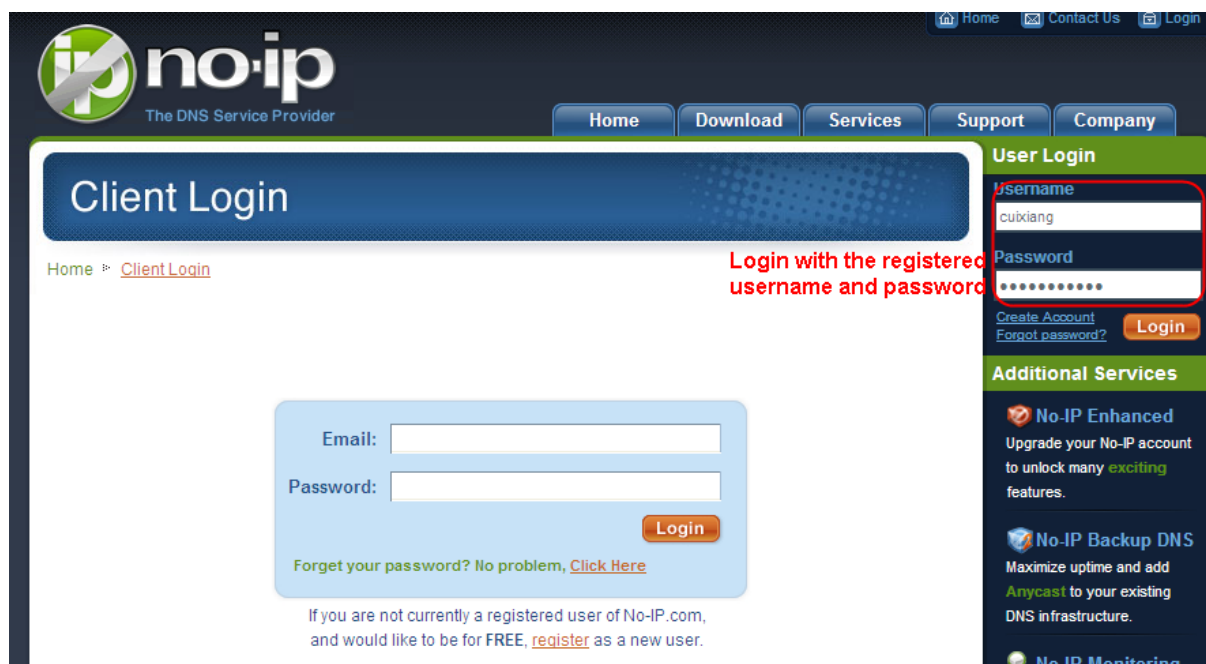 Home Contact Us Login
ip no·ip
The DNS Service Provider
Home Download Services Support Company
Client Login
Home Client Login
Login with the registered
username and password
Email:
Password:
Login
Forget your password? No problem, Click Here
If you are not currently a registered user of No-IP.com,
and would like to be for FREE, register as a new user.
User Login
Username
cuixiang
Password
•••••••••••
Create Account
Forgot password?
Login
Additional Services
No-IP Enhanced
Upgrade your No-IP account
to unlock many exciting
features.
No-IP Backup DNS
Maximize uptime and add
Anycast to your existing
DNS infrastructure.
No-IP Monitoring